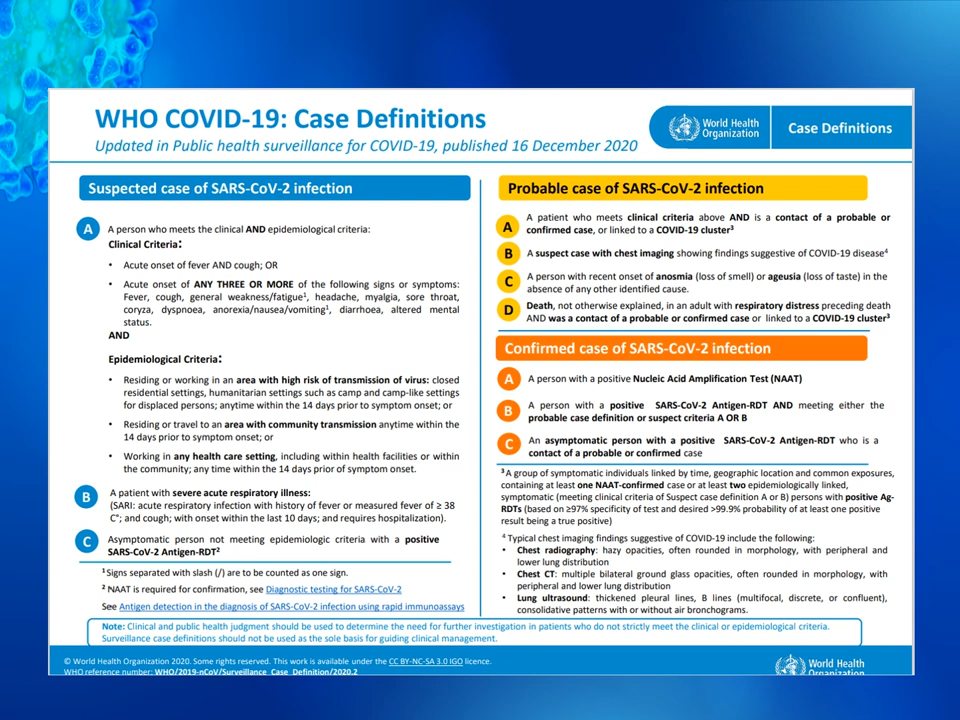 WHO COVID-19: Case Definitions
Updated in Public health surveillance for COVID-19, published 16 December 2020
World Health
Organization
Case Definitions
Suspected case of SARS-CoV-2 infection
A
A person who meets the clinical AND epidemiological criteria:
Clinical Criteria:
• Acute onset of fever AND cough; OR
• Acute onset of ANY THREE OR MORE of the following signs or symptoms:
Fever, cough, general weakness/fatigue¹, headache, myalgia, sore throat,
coryza, dyspnoea, anorexia/nausea/vomiting¹, diarrhoea, altered mental
status.
AND
Epidemiological Criteria:
• Residing or working in an area with high risk of transmission of virus: closed
residential settings, humanitarian settings such as camp and camp-like settings
for displaced persons; anytime within the 14 days prior to symptom onset; or
• Residing or travel to an area with community transmission anytime within the
14 days prior to symptom onset; or
• Working in any health care setting, including within health facilities or within
the community; any time within the 14 days prior of symptom onset.
B
A patient with severe acute respiratory illness:
(SARI: acute respiratory infection with history of fever or measured fever of ≥ 38
C°; and cough; with onset within the last 10 days; and requires hospitalization).
C
Asymptomatic person not meeting epidemiologic criteria with a positive
SARS-CoV-2 Antigen-RDT²
¹ Signs separated with slash (/) are to be counted as one sign.
² NAAT is required for confirmation, see Diagnostic testing for SARS-CoV-2
See Antigen detection in the diagnosis of SARS-CoV-2 infection using rapid immunoassays
Probable case of SARS-CoV-2 infection
A
A patient who meets clinical criteria above AND is a contact of a probable or
confirmed case, or linked to a COVID-19 cluster³
B
A suspect case with chest imaging showing findings suggestive of COVID-19 disease⁴
C
A person with recent onset of anosmia (loss of smell) or ageusia (loss of taste) in the
absence of any other identified cause.
D
Death, not otherwise explained, in an adult with respiratory distress preceding death
AND was a contact of a probable or confirmed case or linked to a COVID-19 cluster³
Confirmed case of SARS-CoV-2 infection
A
A person with a positive Nucleic Acid Amplification Test (NAAT)
B
A person with a positive SARS-CoV-2 Antigen-RDT AND meeting either the
probable case definition or suspect criteria A OR B
C
An asymptomatic person with a positive SARS-CoV-2 Antigen-RDT who is a
contact of a probable or confirmed case
³ A group of symptomatic individuals linked by time, geographic location and common exposures,
containing at least one NAAT-confirmed case or at least two epidemiologically linked,
symptomatic (meeting clinical criteria of Suspect case definition A or B) persons with positive Ag-
RDTs (based on ≥97% specificity of test and desired >99.9% probability of at least one positive
result being a true positive)
⁴ Typical chest imaging findings suggestive of COVID-19 include the following:
• Chest radiography: hazy opacities, often rounded in morphology, with peripheral and
lower lung distribution
• Chest CT: multiple bilateral ground glass opacities, often rounded in morphology, with
peripheral and lower lung distribution
• Lung ultrasound: thickened pleural lines, B lines (multifocal, discrete, or confluent),
consolidative patterns with or without air bronchograms.
Note: Clinical and public health judgment should be used to determine the need for further investigation in patients who do not strictly meet the clinical or epidemiological criteria.
Surveillance case definitions should not be used as the sole basis for guiding clinical management.
© World Health Organization 2020. Some rights reserved. This work is available under the CC BY-NC-SA 3.0 IGO licence.
WHO reference number: WHO/2019-nCoV/Surveillance_Case_Definition/2020.2
World Health
Organization